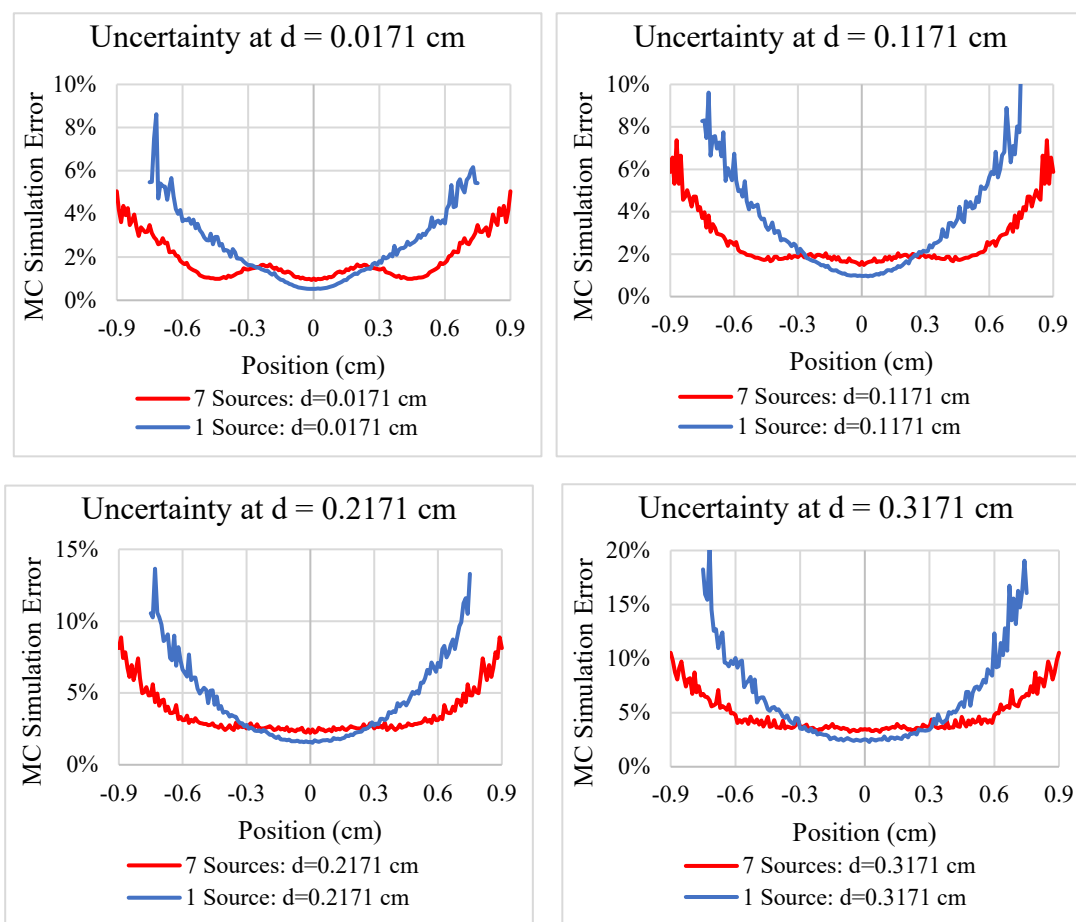 Uncertainty at d = 0.0171 cm
MC Simulation Error
10%
8%
6%
4%
2%
0%
-0.9 -0.6 -0.3 0 0.3 0.6 0.9
Position (cm)
7 Sources: d=0.0171 cm
1 Source: d=0.0171 cm
Uncertainty at d = 0.1171 cm
MC Simulation Error
10%
8%
6%
4%
2%
0%
-0.9 -0.6 -0.3 0 0.3 0.6 0.9
Position (cm)
7 Sources: d=0.1171 cm
1 Source: d=0.1171 cm
Uncertainty at d = 0.2171 cm
MC Simulation Error
15%
10%
5%
0%
-0.9 -0.6 -0.3 0 0.3 0.6 0.9
Position (cm)
7 Sources: d=0.2171 cm
1 Source: d=0.2171 cm
Uncertainty at d = 0.3171 cm
MC Simulation Error
20%
15%
10%
5%
0%
-0.9 -0.6 -0.3 0 0.3 0.6 0.9
Position (cm)
7 Sources: d=0.3171 cm
1 Source: d=0.3171 cm